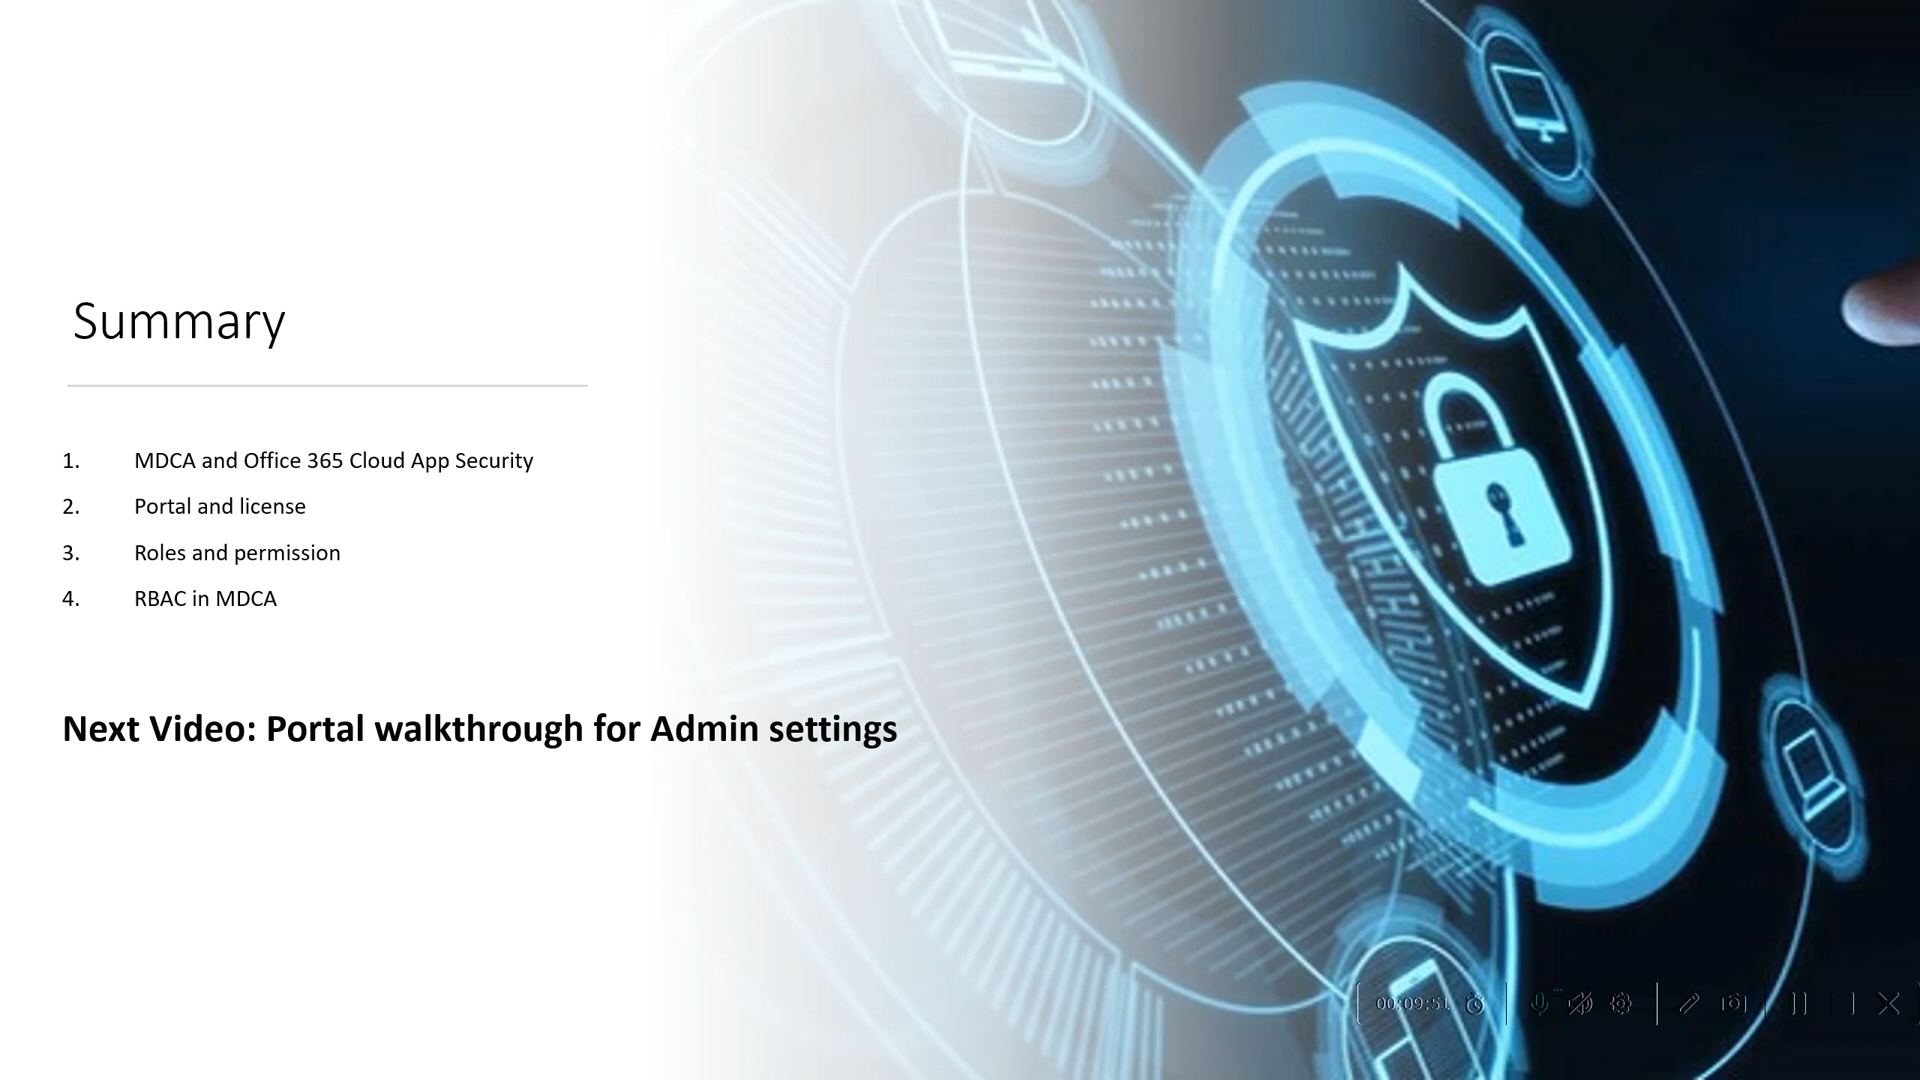 Summary
1. MDCA and Office 365 Cloud App Security
2. Portal and license
3. Roles and permission
4. RBAC in MDCA
Next Video: Portal walkthrough for Admin settings
00:09:51